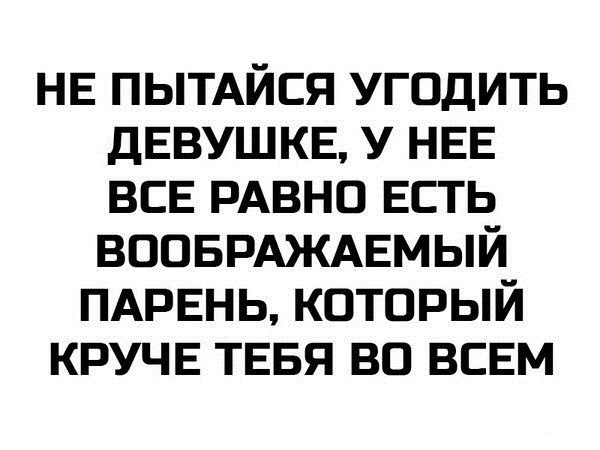 НЕ ПЫТАЙСЯ УГОДИТЬ
ДЕВУШКЕ, У НЕЕ
ВСЕ РАВНО ЕСТЬ
ВООБРАЖАЕМЫЙ
ПАРЕНЬ, КОТОРЫЙ
КРУЧЕ ТЕБЯ ВО ВСЕМ